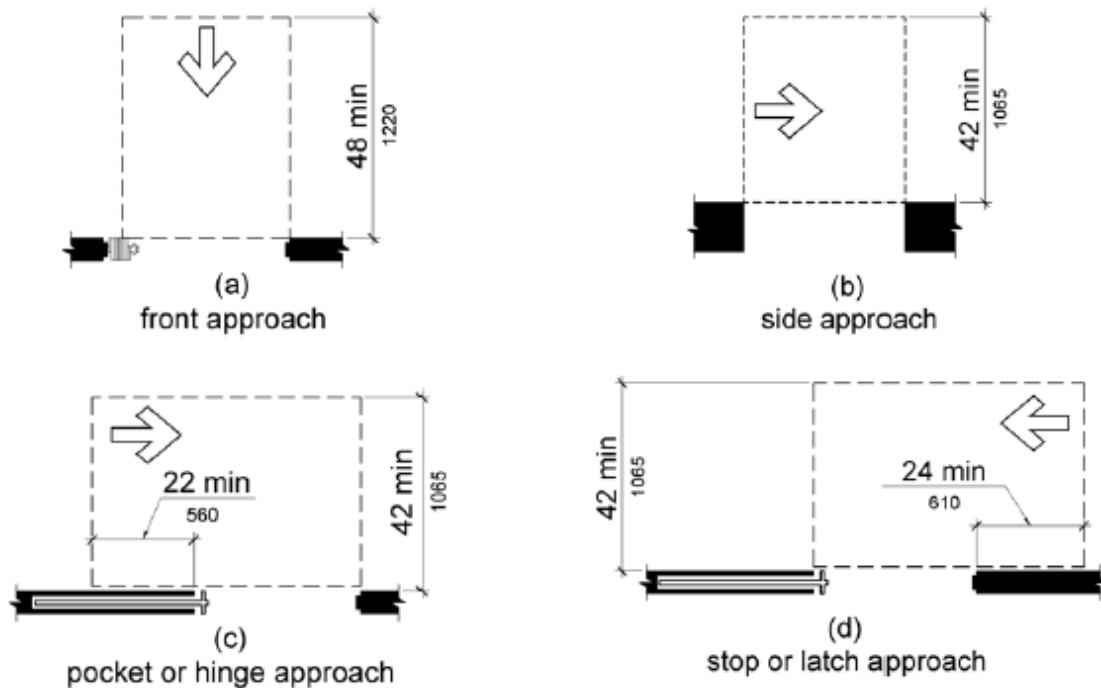 48 min
1220
(a)
front approach
42 min
1065
(b)
side approach
22 min
560
42 min
1065
(c)
pocket or hinge approach
42 min
1065
24 min
610
(d)
stop or latch approach